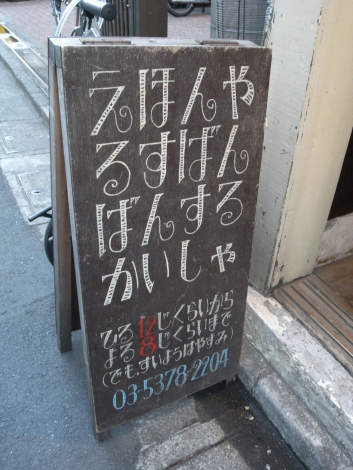 えほんや
るすばん
ばんする
かいしゃ
ひる12じくらいから
よる8じくらいまで
(でも、すいようはやすみ)
03-5378-2204